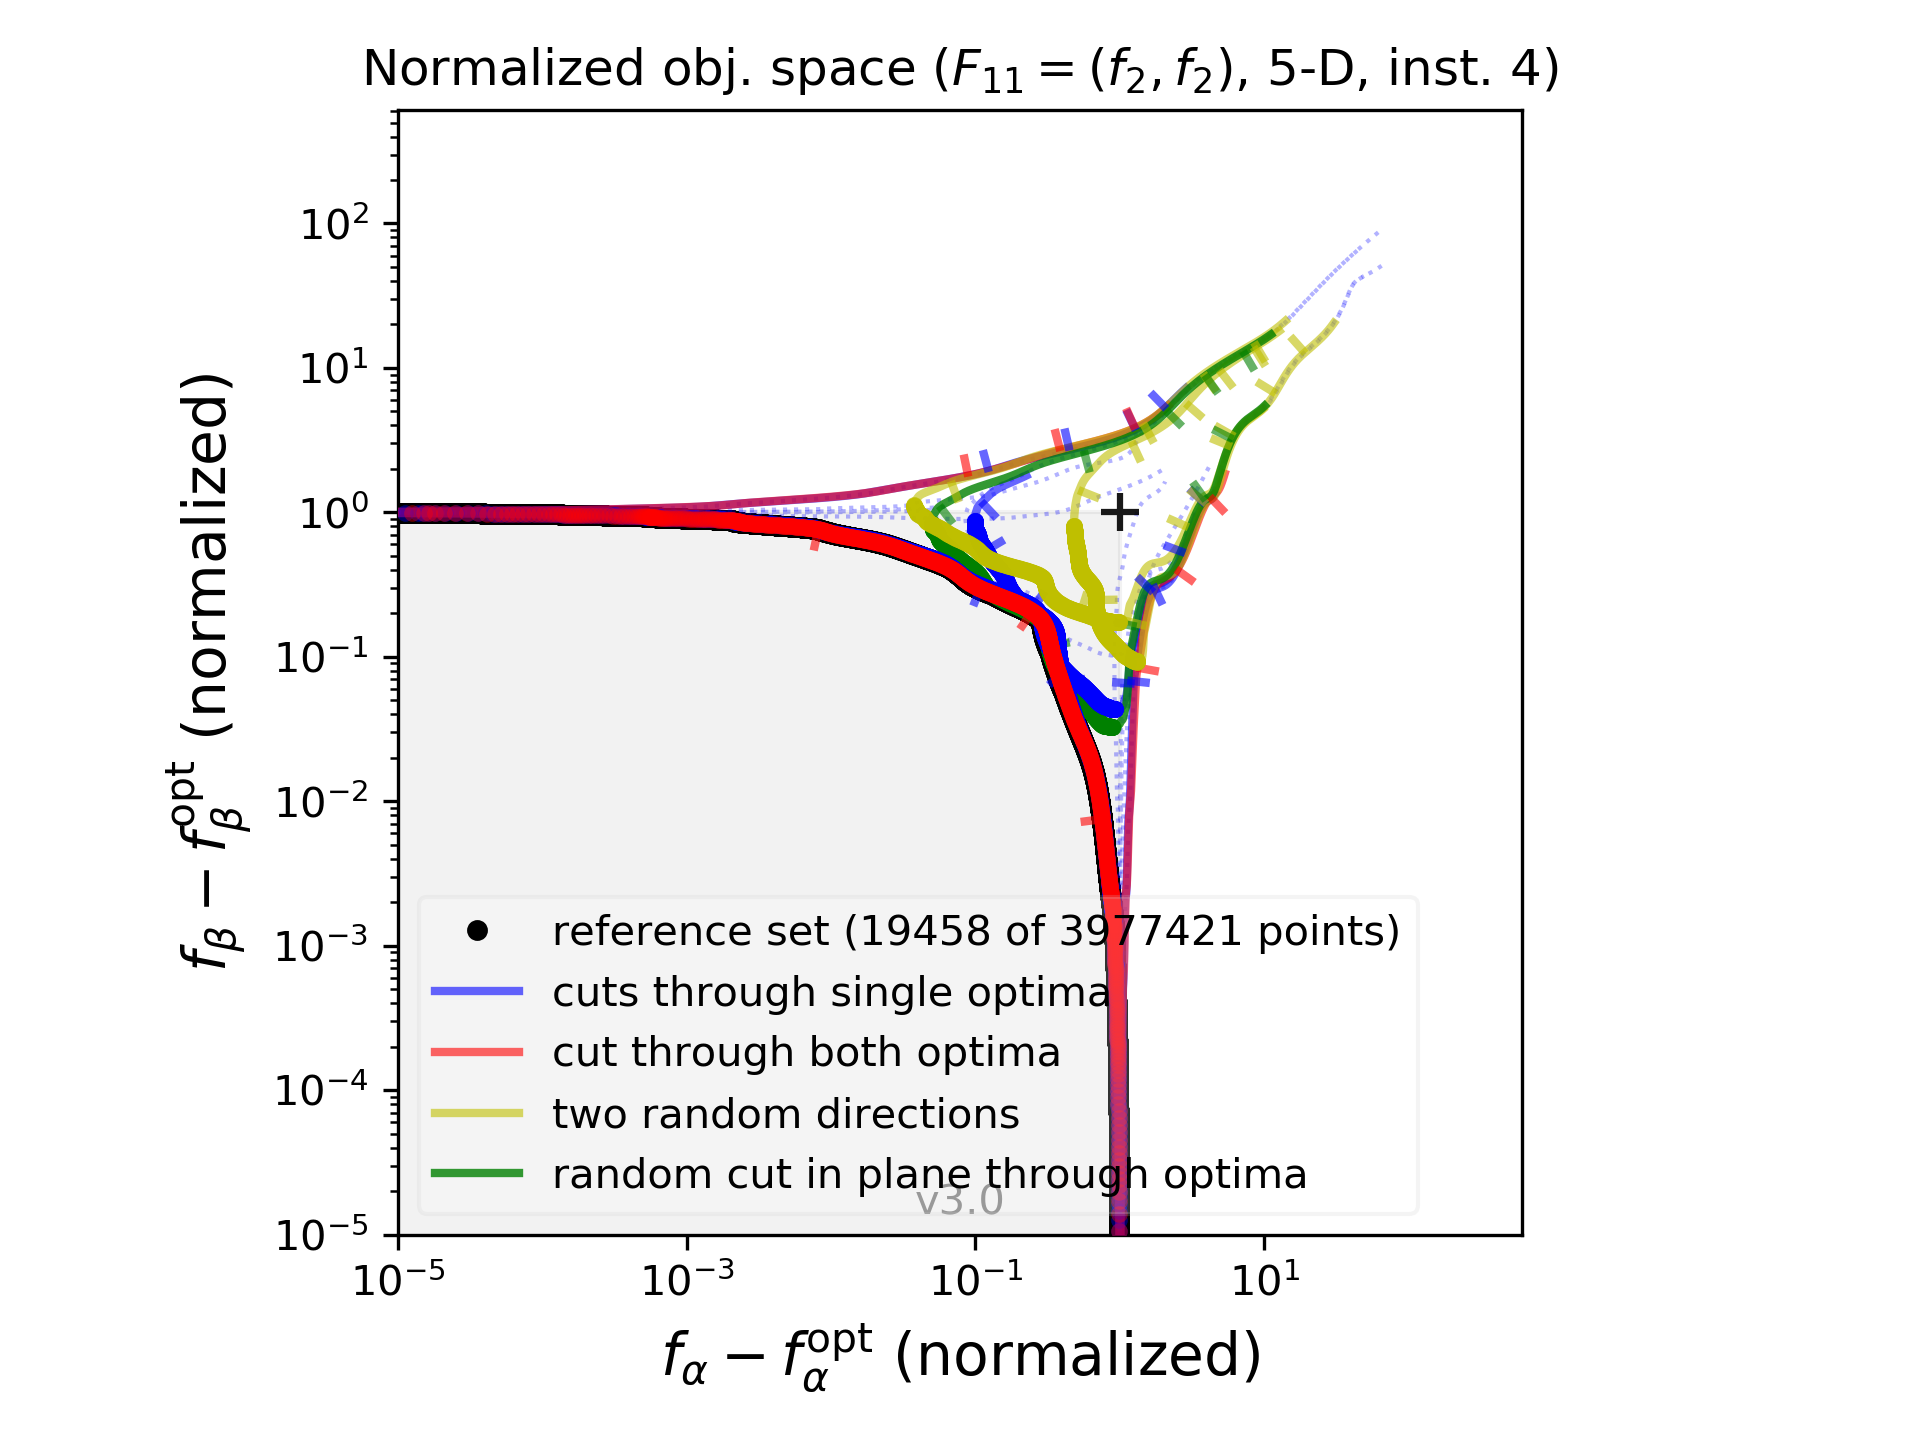 Normalized obj. space (F₁₁ = (f₂, f₂), 5-D, inst. 4)
f_β − f_β^opt (normalized)
10²
10¹
10⁰
10⁻¹
10⁻²
10⁻³
10⁻⁴
10⁻⁵
reference set (19458 of 3977421 points)
cuts through single optima
cut through both optima
two random directions
random cut in plane through optima
v3.0
10⁻⁵ 10⁻³ 10⁻¹ 10¹
f_α − f_α^opt (normalized)